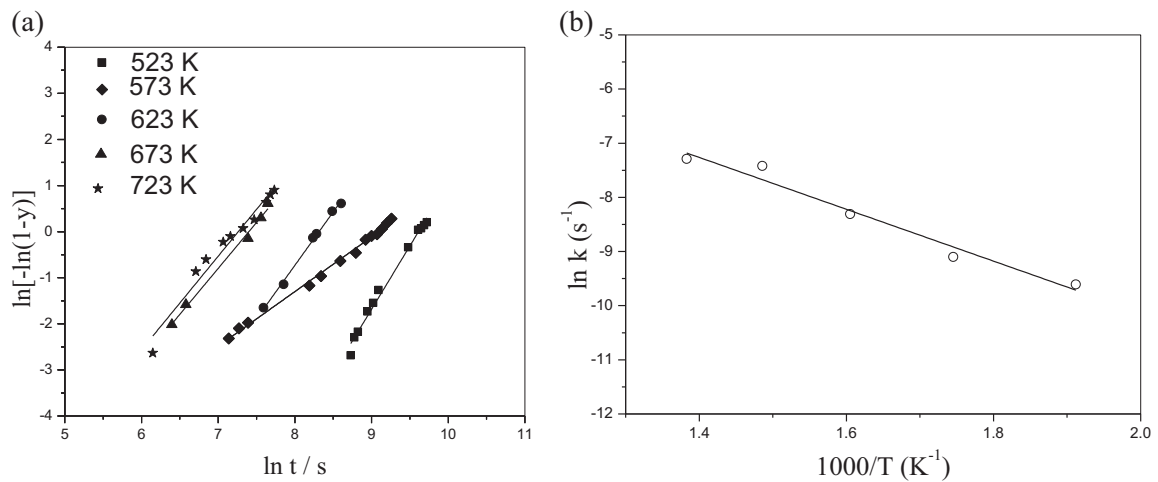 (a)
523 K
573 K
623 K
673 K
723 K
4
3
2
1
0
-1
-2
-3
-4
ln[-ln(1-y)]
5 6 7 8 9 10 11
ln t / s
(b)
-5
-6
-7
-8
-9
-10
-11
-12
ln k (s⁻¹)
1.4 1.6 1.8 2.0
1000/T (K⁻¹)